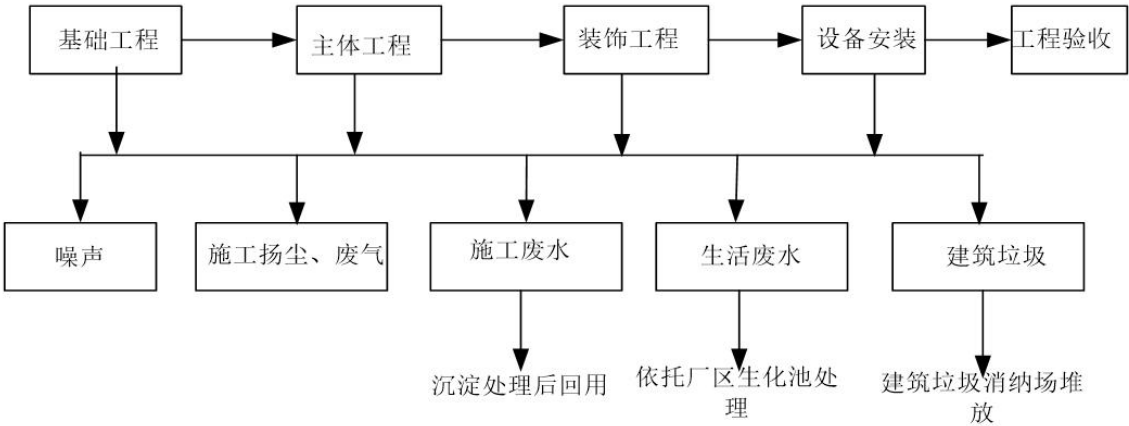 基础工程
主体工程
装饰工程
设备安装
工程验收
噪声
施工扬尘、废气
施工废水
生活废水
建筑垃圾
沉淀处理后回用
依托厂区生化池处
理
建筑垃圾消纳场堆
放